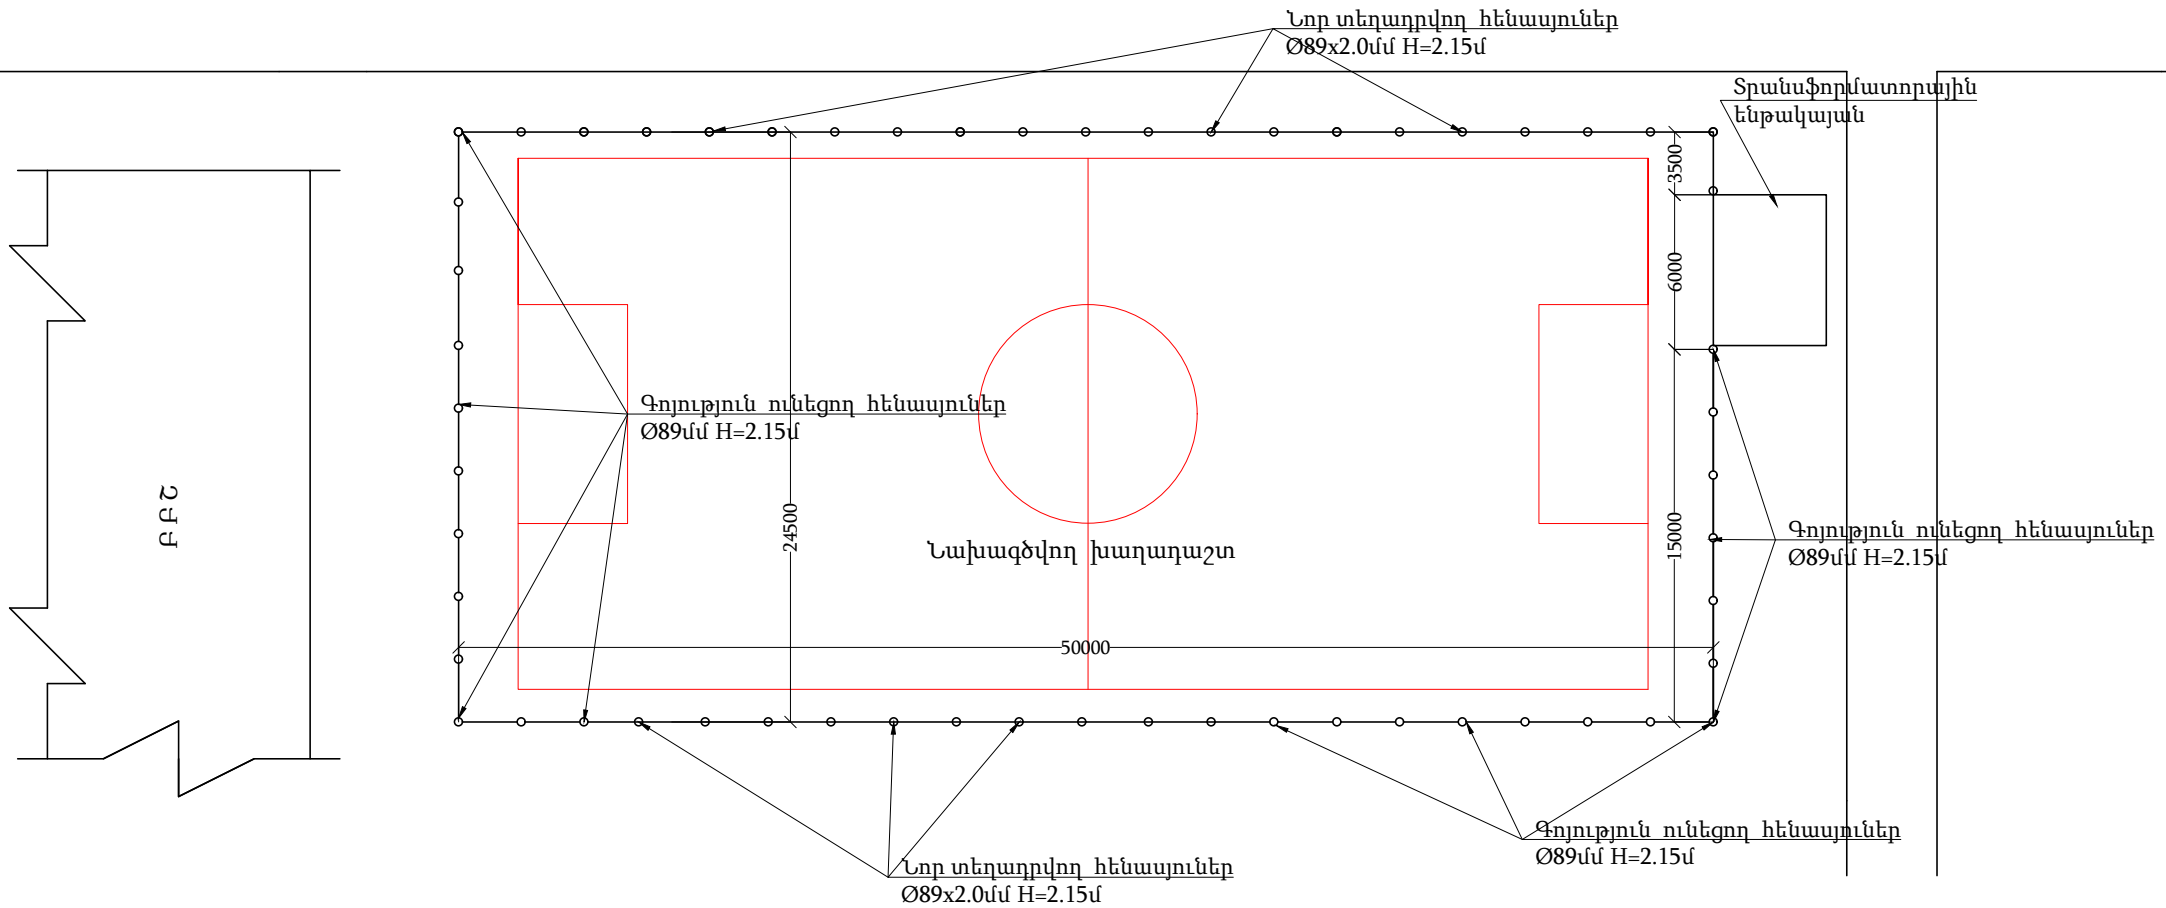 Նոր տեղադրվող հենասյուներ
Ø89x2.0մմ H=2.15մ
Տրանսֆորմատորային
ենթակայան
3500
6000
Գոյություն ունեցող հենասյուներ
Ø89մմ H=2.15մ
ՇԲԲ
24500
Նախագծվող խաղադաշտ
15000
Գոյություն ունեցող հենասյուներ
Ø89մմ H=2.15մ
50000
Գոյություն ունեցող հենասյուներ
Ø89մմ H=2.15մ
Նոր տեղադրվող հենասյուներ
Ø89x2.0մմ H=2.15մ